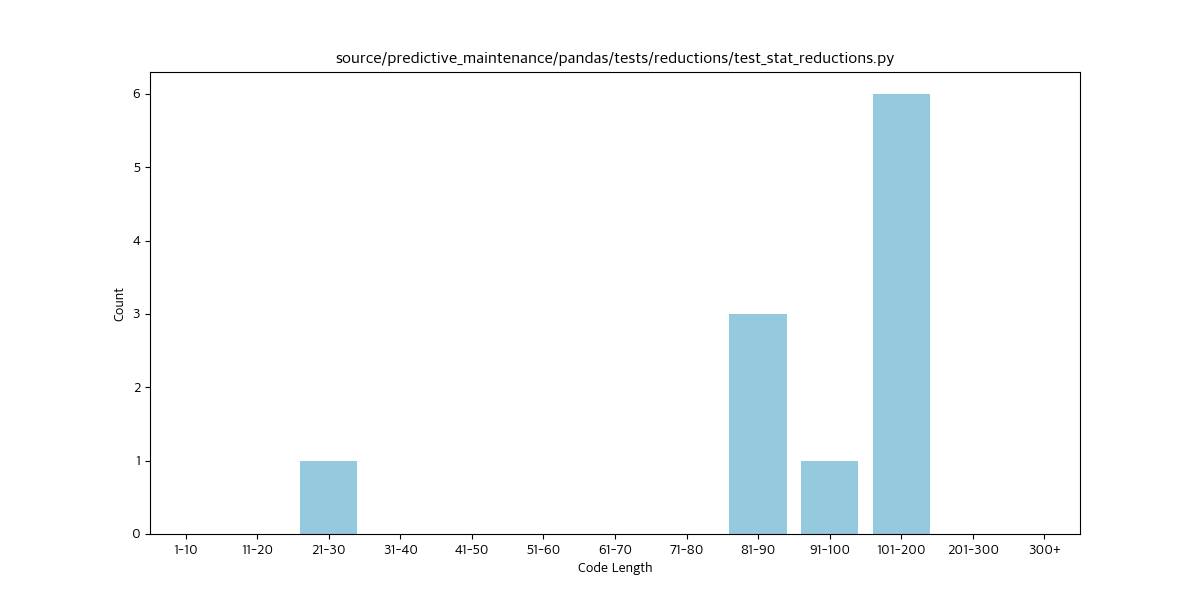 source/predictive_maintenance/pandas/tests/reductions/test_stat_reductions.py
Count
6
5
4
3
2
1
0
1-10 11-20 21-30 31-40 41-50 51-60 61-70 71-80 81-90 91-100 101-200 201-300 300+
Code Length